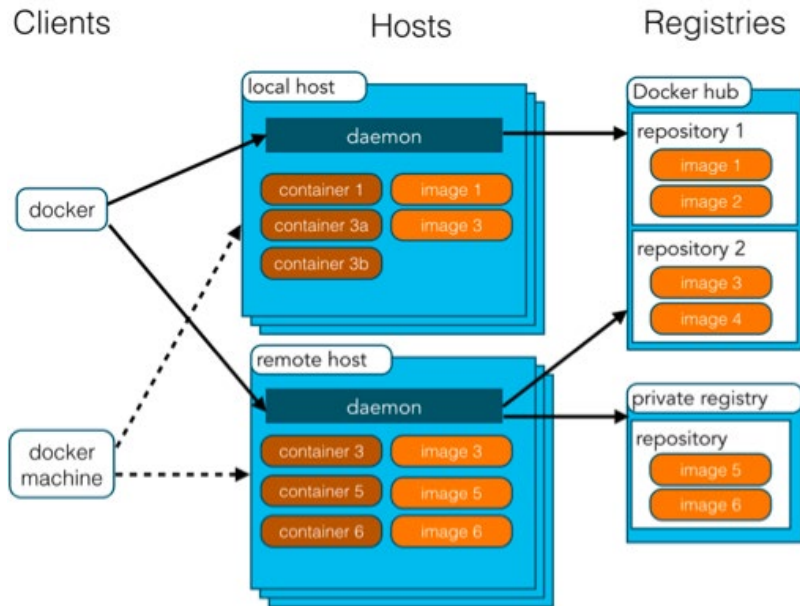 Clients
Hosts
Registries
docker
docker
machine
local host
daemon
container 1
image 1
container 3a
image 3
container 3b
remote host
daemon
container 3
image 3
container 5
image 5
container 6
image 6
Docker hub
repository 1
image 1
image 2
repository 2
image 3
image 4
private registry
repository
image 5
image 6